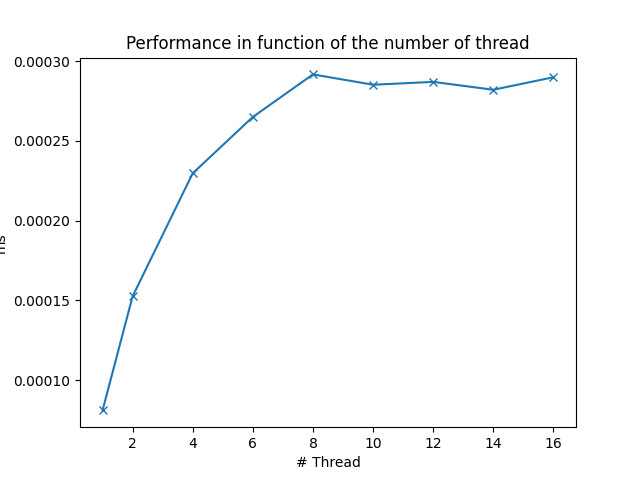 Performance in function of the number of thread
0.00030
0.00025
0.00020
0.00015
0.00010
2 4 6 8 10 12 14 16
# Thread